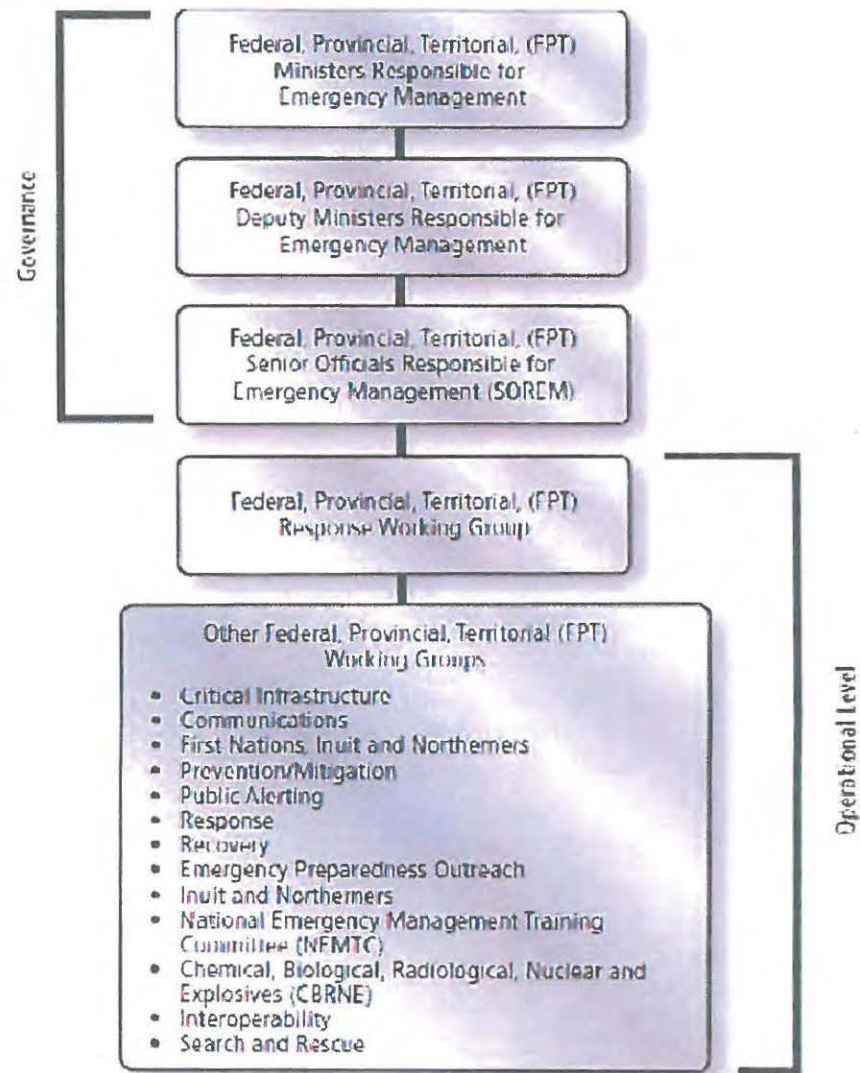 Governance
Federal, Provincial, Territorial, (FPT)
Ministers Responsible for
Emergency Management
Federal, Provincial, Territorial, (FPT)
Deputy Ministers Responsible for
Emergency Management
Federal, Provincial, Territorial, (FPT)
Senior Officials Responsible for
Emergency Management (SOREM)
Federal, Provincial, Territorial, (FPT)
Response Working Group
Other Federal, Provincial, Territorial (FPT)
Working Groups
• Critical Infrastructure
• Communications
• First Nations, Inuit and Northerners
• Prevention/Mitigation
• Public Alerting
• Response
• Recovery
• Emergency Preparedness Outreach
• Inuit and Northerners
• National Emergency Management Training
Committee (NEMTC)
• Chemical, Biological, Radiological, Nuclear and
Explosives (CBRNE)
• Interoperability
• Search and Rescue
Operational Level